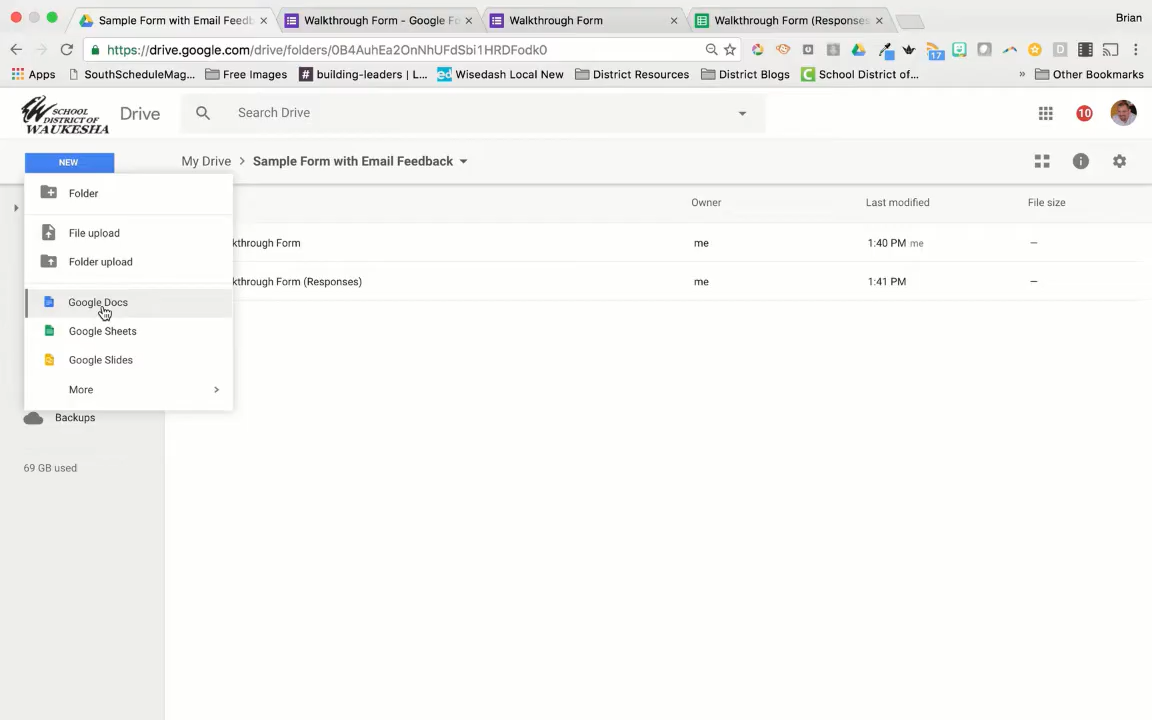 Sample Form with Email Feedb
Walkthrough Form - Google Fo
Walkthrough Form
Walkthrough Form (Responses
Brian
https://drive.google.com/drive/folders/0B4AuhEa2OnNhUFdSbi1HRDFodk0
17
Apps
SouthScheduleMag...
Free Images
building-leaders | L...
Wisedash Local New
District Resources
District Blogs
School District of...
»
Other Bookmarks
SCHOOL
DISTRICT OF
WAUKESHA
Drive
Search Drive
10
NEW
My Drive > Sample Form with Email Feedback
Folder
Owner
Last modified
File size
File upload
kthrough Form
me
1:40 PM me
—
Folder upload
kthrough Form (Responses)
me
1:41 PM
—
Google Docs
Google Sheets
Google Slides
More
Backups
69 GB used